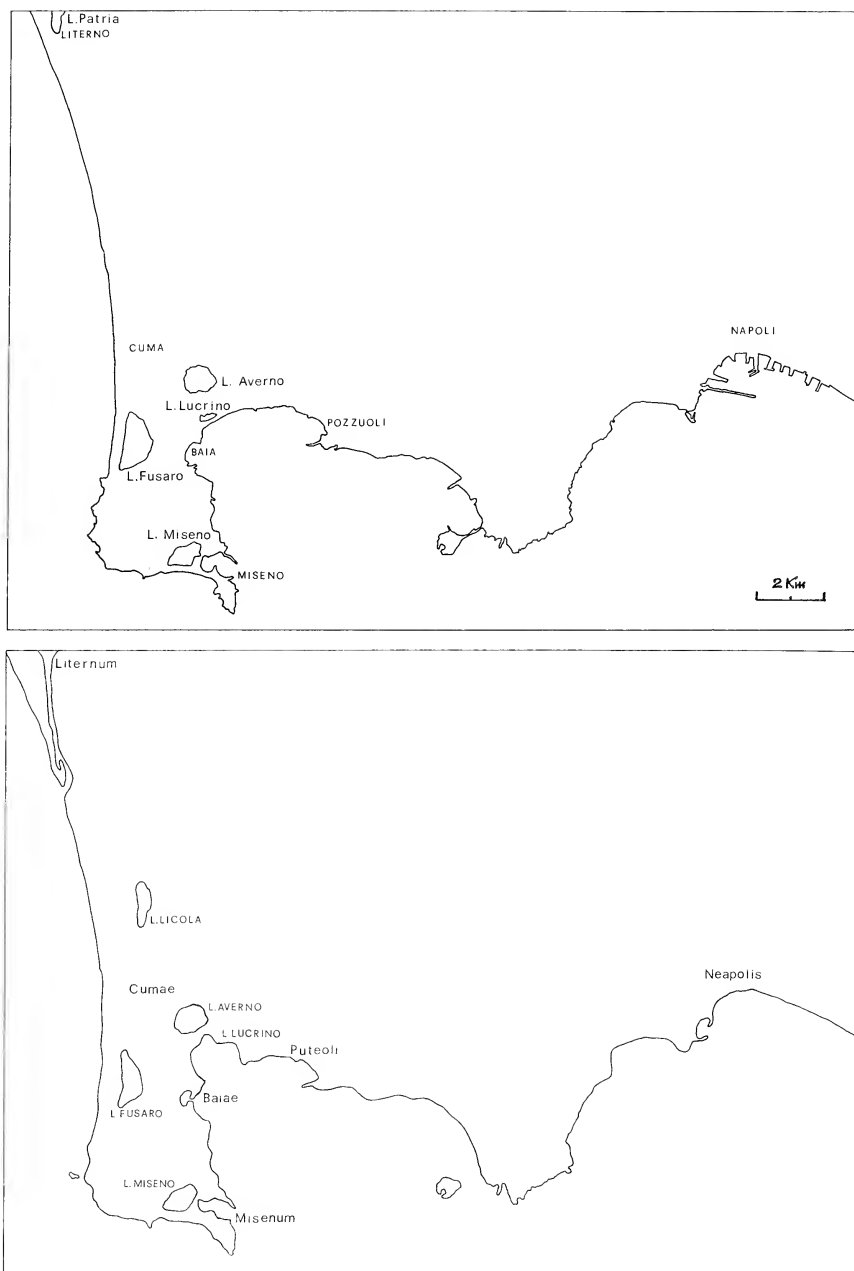 L.Patria
LITERNO
NAPOLI
CUMA
L. Averno
L.Lucrino
POZZUOLI
BAIA
L.Fusaro
L. Miseno
MISENO
2 Km
Liternum
L.LICOLA
Neapolis
Cumae
L.AVERNO
L LUCRINO
Puteoli
Baiae
L FUSARO
L.MISENO
Misenum